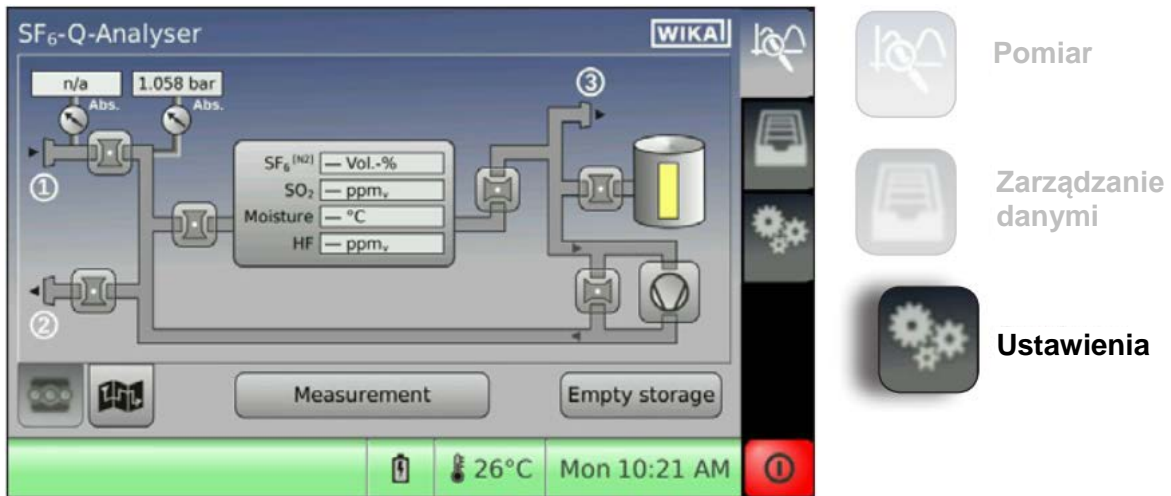 SF₆-Q-Analyser
WIKA
n/a
1.058 bar
Abs.
Abs.
③
①
SF₆ (N2) — Vol.-%
SO₂ — ppmᵥ
Moisture — °C
HF — ppmᵥ
②
Measurement
Empty storage
26°C
Mon 10:21 AM
Pomiar
Zarządzanie
danymi
Ustawienia